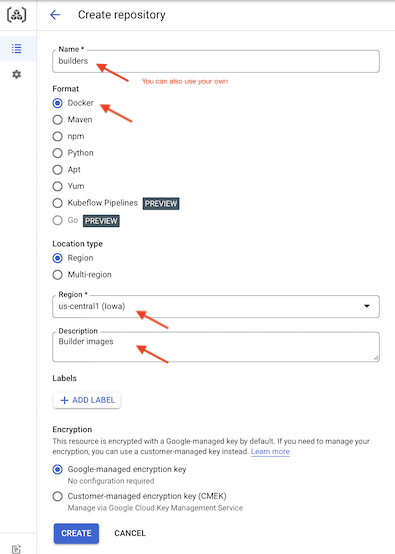 Create repository
Name *
builders
You can also use your own
Format
Docker
Maven
npm
Python
Apt
Yum
Kubeflow Pipelines PREVIEW
Go PREVIEW
Location type
Region
Multi-region
Region *
us-central1 (Iowa)
Description
Builder images
Labels
ADD LABEL
Encryption
This resource is encrypted with a Google-managed key by default. If you need to manage your
encryption, you can use a customer-managed key instead. Learn more
Google-managed encryption key
No configuration required
Customer-managed encryption key (CMEK)
Manage via Google Cloud Key Management Service
CREATE CANCEL